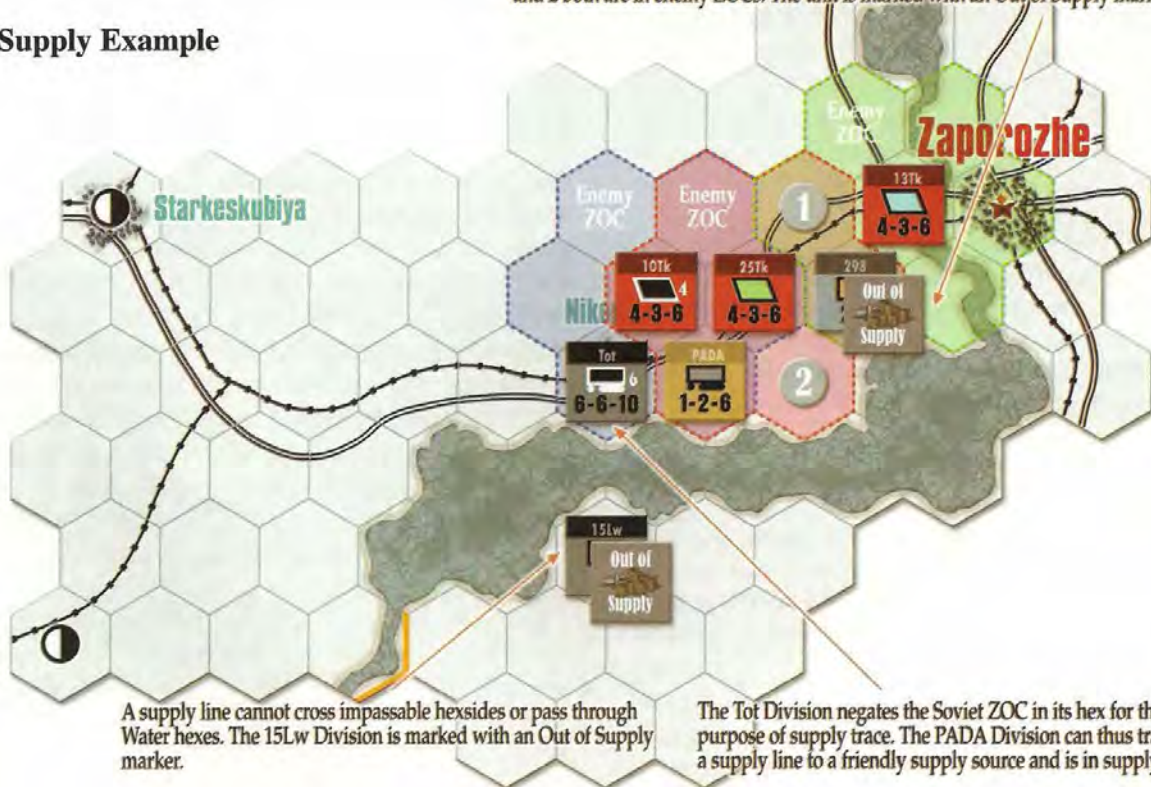 Supply Example
Enemy
ZOC
Zaporozhe
Starkeskubiya
Enemy
ZOC
Enemy
ZOC
1
13Tk
4-3-6
10Tk
4
4-3-6
25Tk
4-3-6
298
Out of
Supply
Nik
Tot
6
6-6-10
PADA
1-2-6
2
15Lw
Out of
Supply
A supply line cannot cross impassable hexsides or pass through
Water hexes. The 15Lw Division is marked with an Out of Supply
marker.
The Tot Division negates the Soviet ZOC in its hex for th
purpose of supply trace. The PADA Division can thus tr
a supply line to a friendly supply source and is in supply